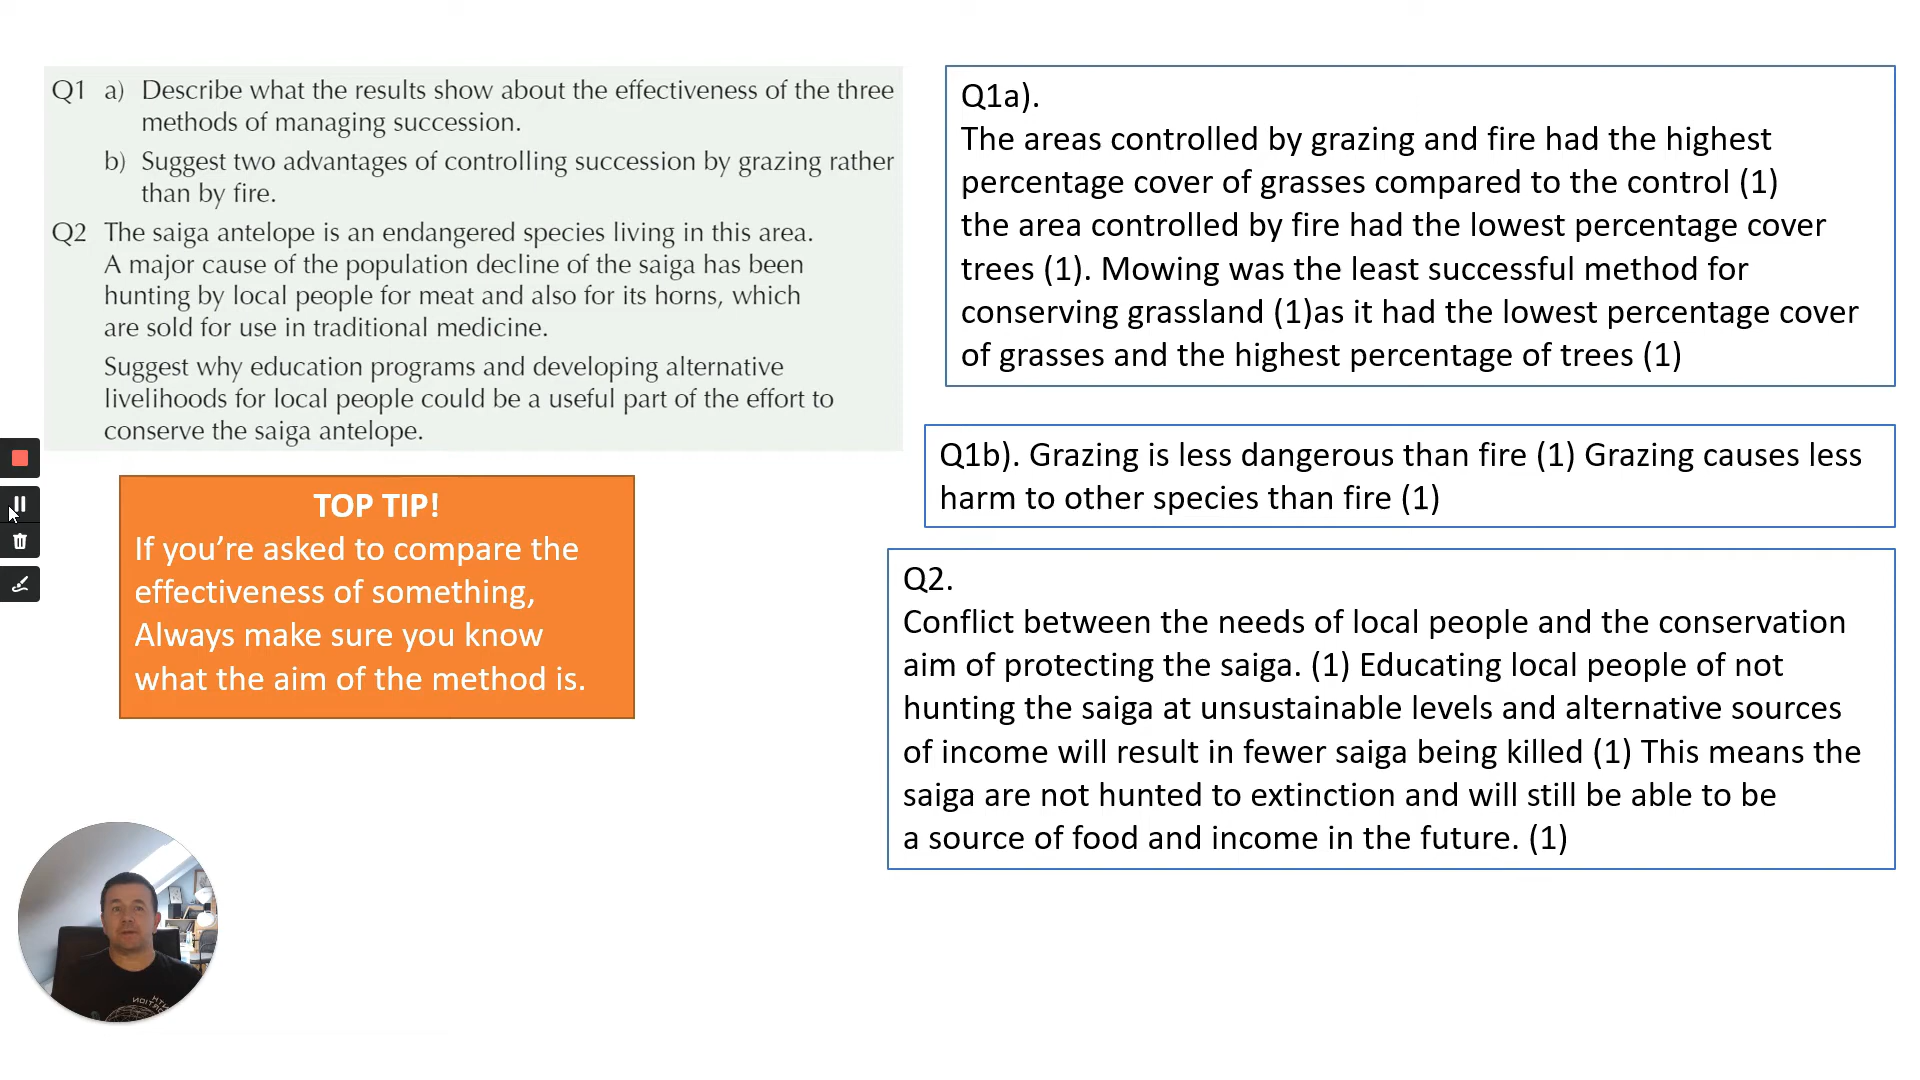 Q1 a) Describe what the results show about the effectiveness of the three
methods of managing succession.
b) Suggest two advantages of controlling succession by grazing rather
than by fire.
Q2 The saiga antelope is an endangered species living in this area.
A major cause of the population decline of the saiga has been
hunting by local people for meat and also for its horns, which
are sold for use in traditional medicine.
Suggest why education programs and developing alternative
livelihoods for local people could be a useful part of the effort to
conserve the saiga antelope.
TOP TIP!
If you’re asked to compare the
effectiveness of something,
Always make sure you know
what the aim of the method is.
Q1a).
The areas controlled by grazing and fire had the highest
percentage cover of grasses compared to the control (1)
the area controlled by fire had the lowest percentage cover
trees (1). Mowing was the least successful method for
conserving grassland (1)as it had the lowest percentage cover
of grasses and the highest percentage of trees (1)
Q1b). Grazing is less dangerous than fire (1) Grazing causes less
harm to other species than fire (1)
Q2.
Conflict between the needs of local people and the conservation
aim of protecting the saiga. (1) Educating local people of not
hunting the saiga at unsustainable levels and alternative sources
of income will result in fewer saiga being killed (1) This means the
saiga are not hunted to extinction and will still be able to be
a source of food and income in the future. (1)